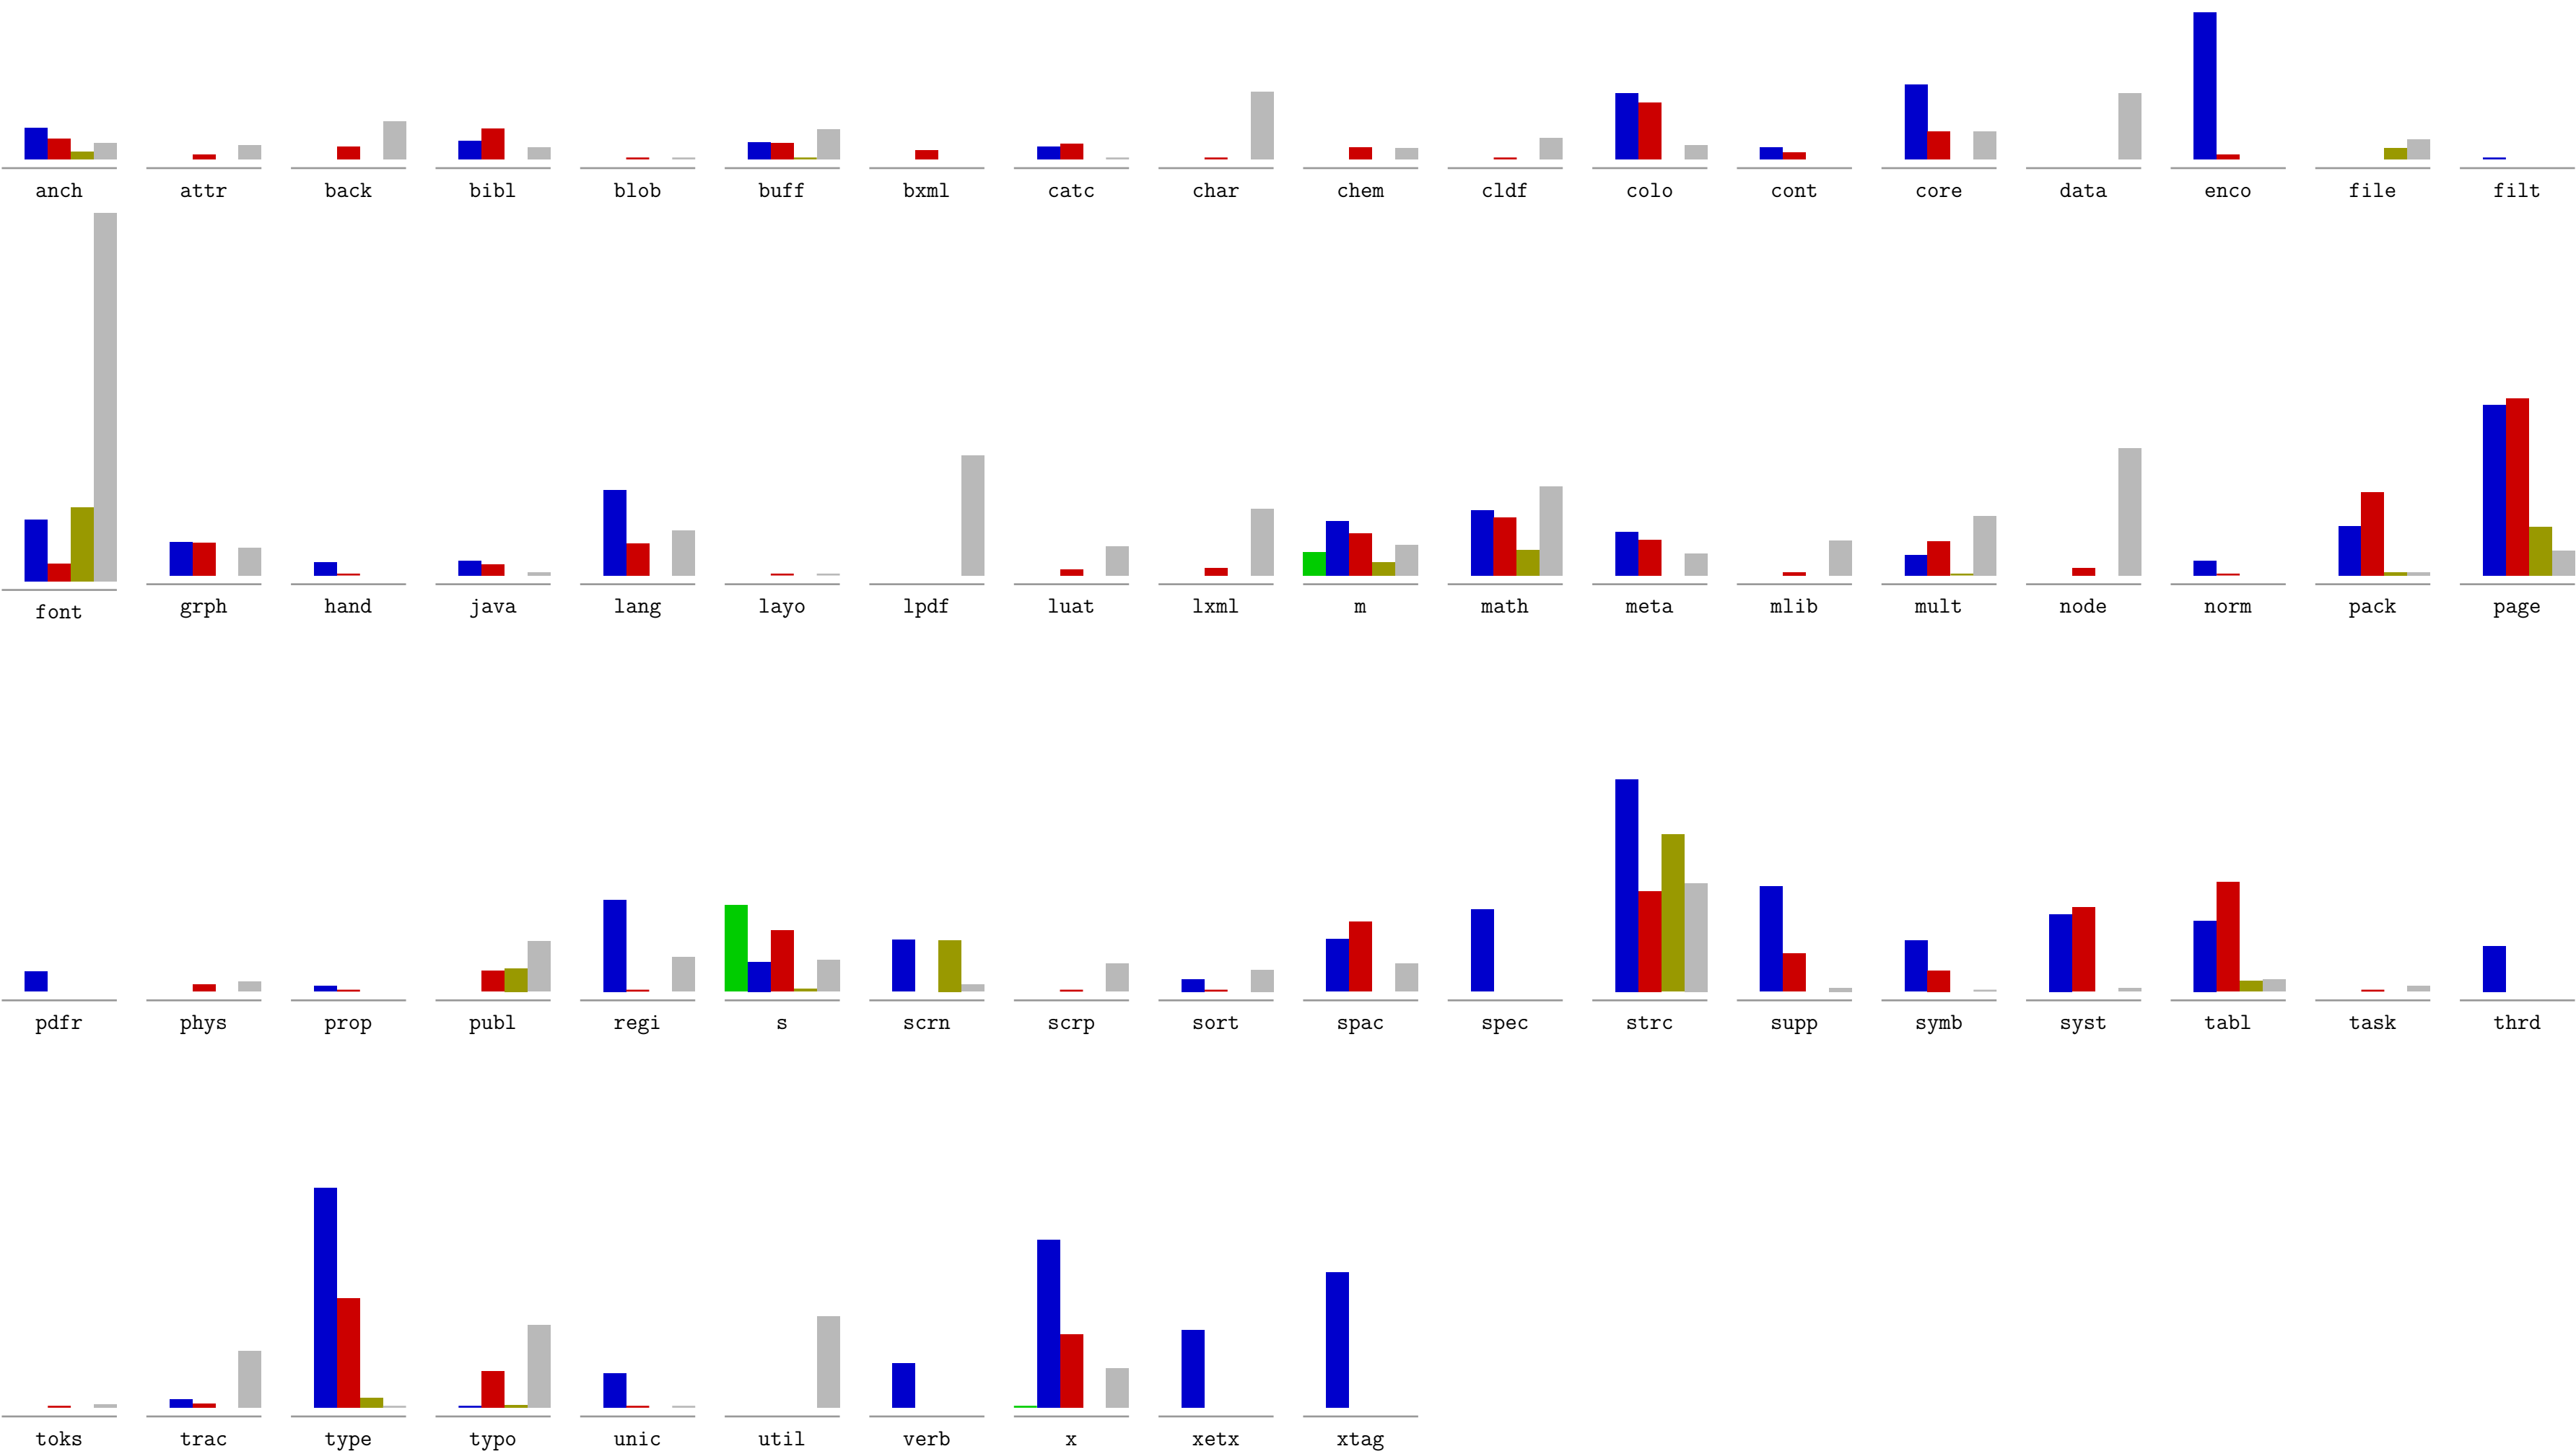 anch attr back bibl blob buff bxml catc char chem cldf colo cont core data enco file filt
font grph hand java lang layo lpdf luat lxml m math meta mlib mult node norm pack page
pdfr phys prop publ regi s scrn scrp sort spac spec strc supp symb syst tabl task thrd
toks trac type typo unic util verb x xetx xtag